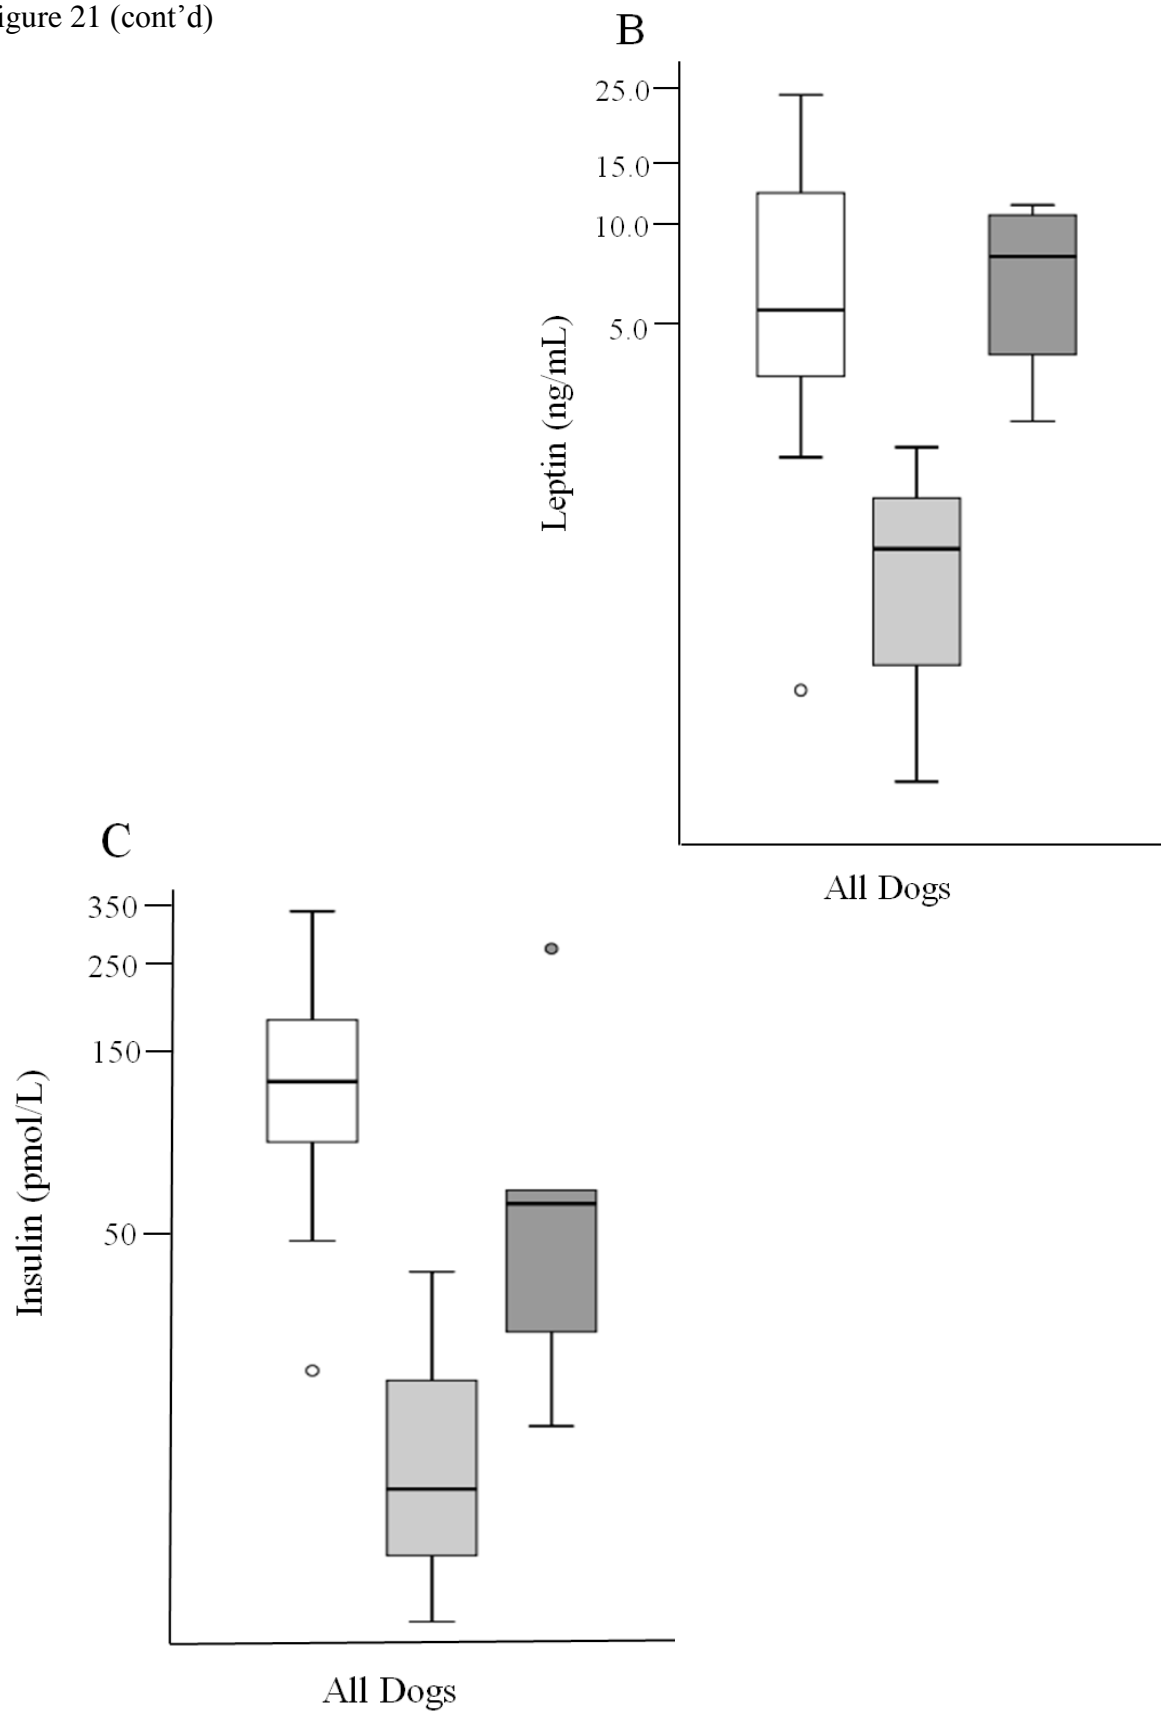 igure 21 (cont’d)
B
25.0
15.0
10.0
5.0
Leptin (ng/mL)
All Dogs
C
350
250
150
50
Insulin (pmol/L)
All Dogs